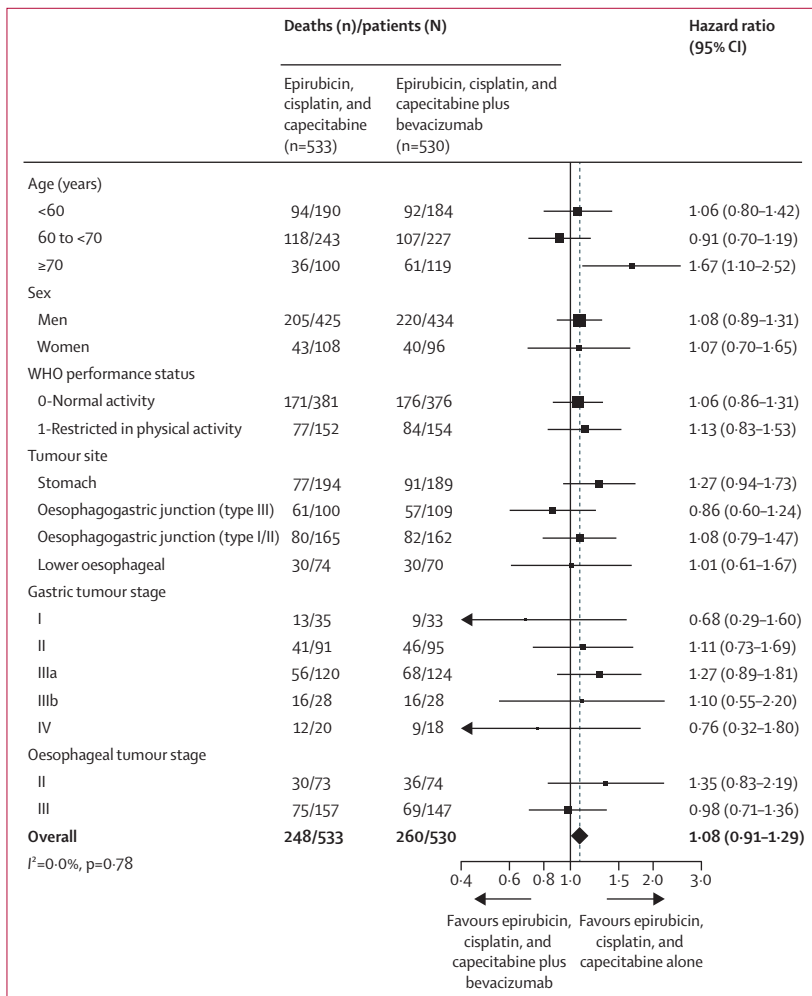 Deaths (n)/patients (N) Hazard ratio
(95% CI)
Epirubicin, Epirubicin, cisplatin, and
cisplatin, and capecitabine plus
capecitabine bevacizumab
(n=533) (n=530)
Age (years)
<60 94/190 92/184 1·06 (0·80–1·42)
60 to <70 118/243 107/227 0·91 (0·70–1·19)
≥70 36/100 61/119 1·67 (1·10–2·52)
Sex
Men 205/425 220/434 1·08 (0·89–1·31)
Women 43/108 40/96 1·07 (0·70–1·65)
WHO performance status
0-Normal activity 171/381 176/376 1·06 (0·86–1·31)
1-Restricted in physical activity 77/152 84/154 1·13 (0·83–1·53)
Tumour site
Stomach 77/194 91/189 1·27 (0·94–1·73)
Oesophagogastric junction (type III) 61/100 57/109 0·86 (0·60–1·24)
Oesophagogastric junction (type I/II) 80/165 82/162 1·08 (0·79–1·47)
Lower oesophageal 30/74 30/70 1·01 (0·61–1·67)
Gastric tumour stage
I 13/35 9/33 0·68 (0·29–1·60)
II 41/91 46/95 1·11 (0·73–1·69)
IIIa 56/120 68/124 1·27 (0·89–1·81)
IIIb 16/28 16/28 1·10 (0·55–2·20)
IV 12/20 9/18 0·76 (0·32–1·80)
Oesophageal tumour stage
II 30/73 36/74 1·35 (0·83–2·19)
III 75/157 69/147 0·98 (0·71–1·36)
Overall 248/533 260/530 1·08 (0·91–1·29)
I²=0·0%, p=0·78
0·4 0·6 0·8 1·0 1·5 2·0 3·0
Favours epirubicin, Favours epirubicin,
cisplatin, and cisplatin, and
capecitabine plus capecitabine alone
bevacizumab